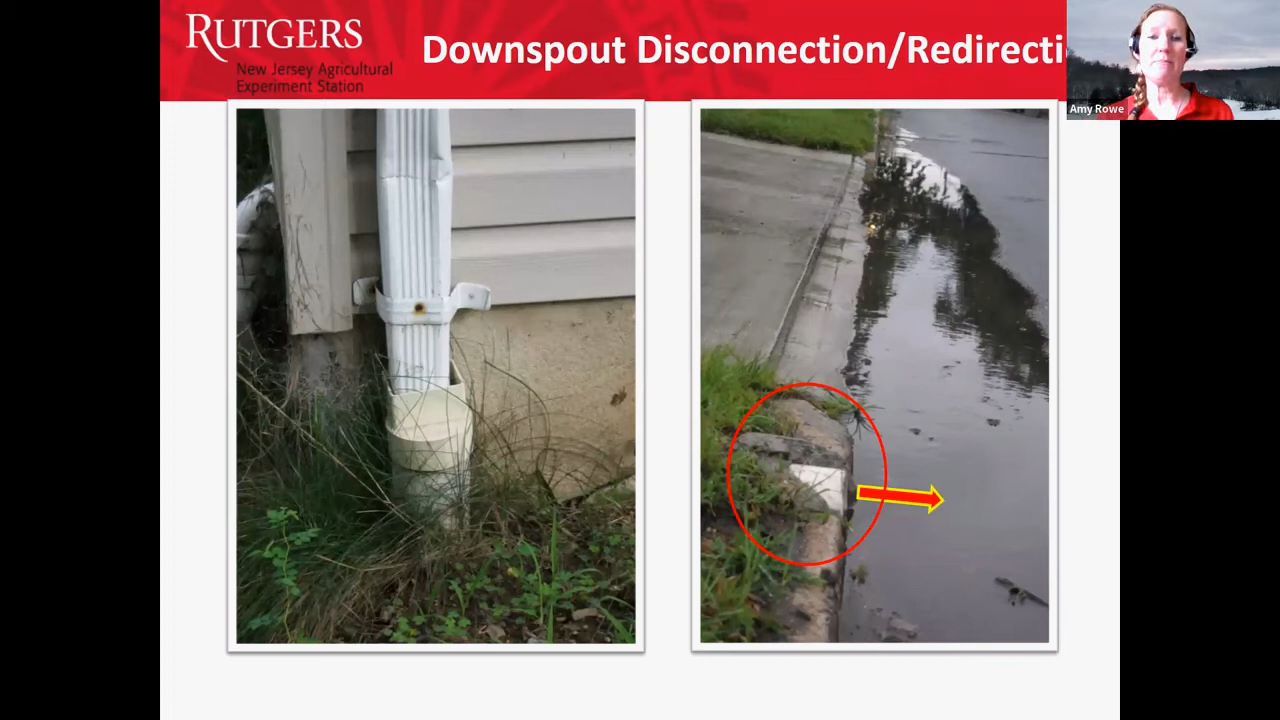 RUTGERS
New Jersey Agricultural
Experiment Station
Downspout Disconnection/Redirecti
Amy Rowe